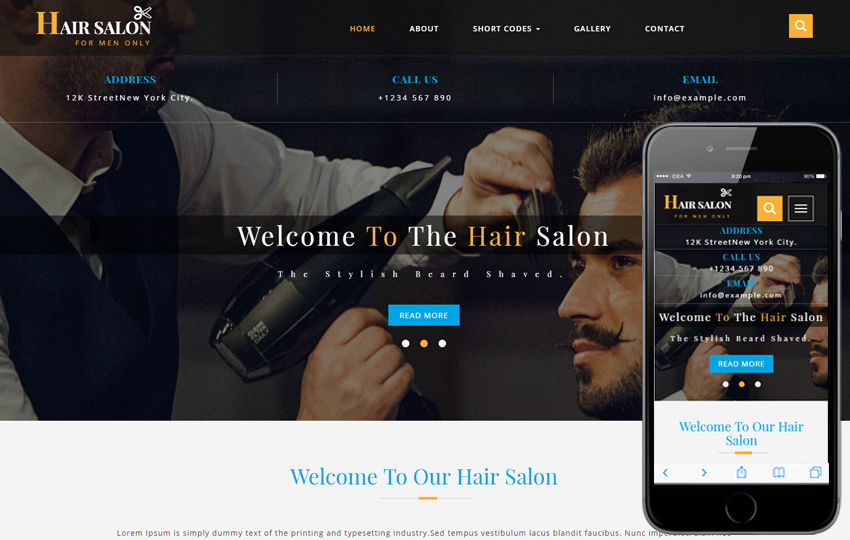 HAIR SALON
FOR MEN ONLY
HOME ABOUT SHORT CODES GALLERY CONTACT
ADDRESS CALL US EMAIL
12K StreetNew York City. +1234 567 890 info@example.com
Welcome To The Hair Salon
The Stylish Beard Shaved.
READ MORE
Welcome To Our Hair Salon
Lorem Ipsum is simply dummy text of the printing and typesetting industry.Sed tempus vestibulum lacus blandit faucibus. Nunc
IDEA 9:20 pm 90%
HAIR SALON
FOR MEN ONLY
ADDRESS
12K StreetNew York City.
CALL US
+1234 567 890
EMAIL
info@example.com
Welcome To The Hair Salon
The Stylish Beard Shaved.
READ MORE
Welcome To Our Hair
Salon